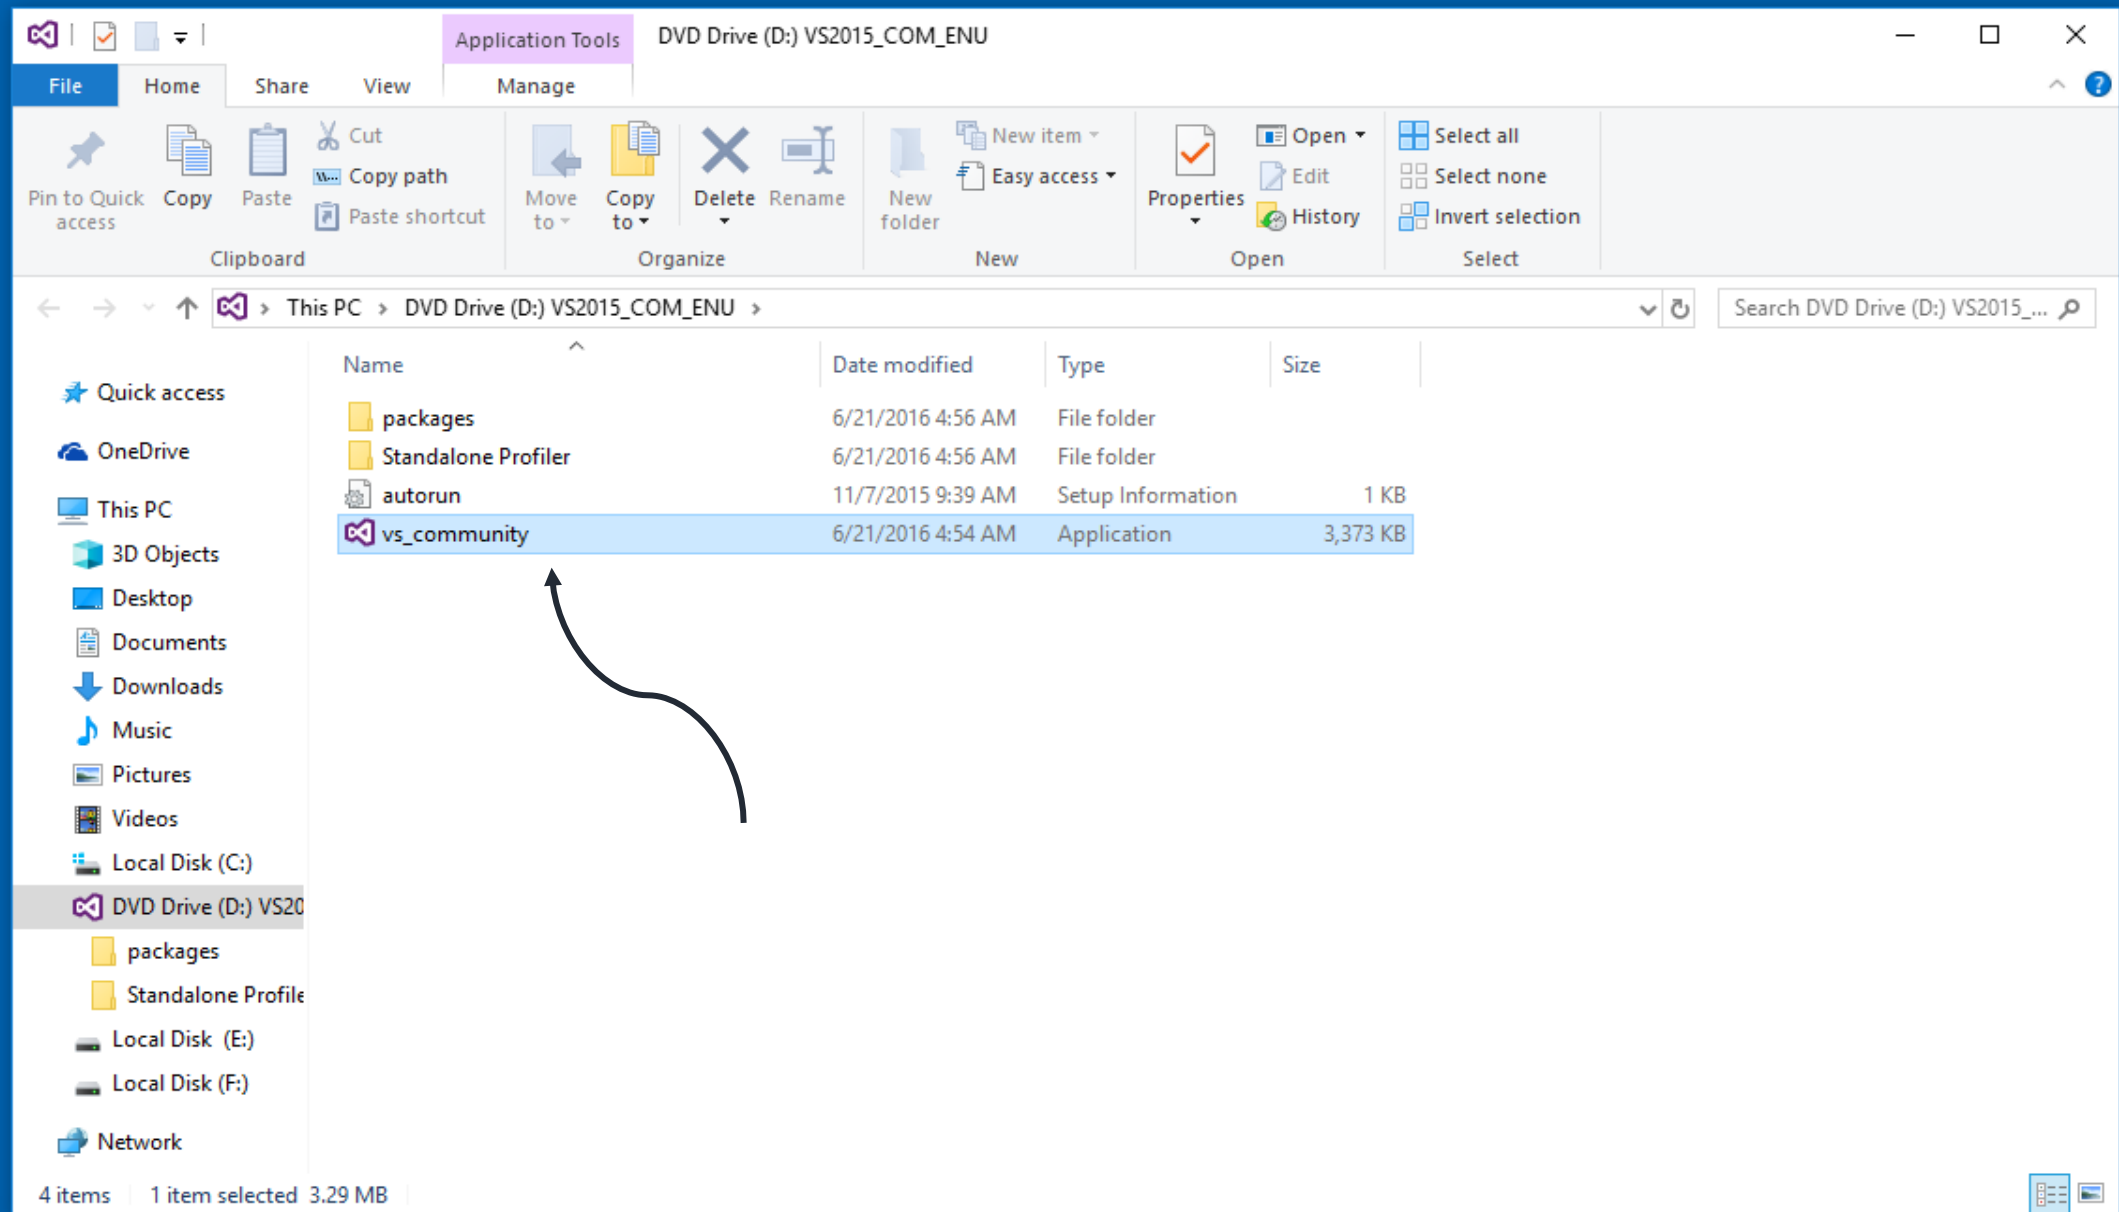 Application Tools
DVD Drive (D:) VS2015_COM_ENU
File
Home
Share
View
Manage
Pin to Quick access
Copy
Paste
Cut
Copy path
Paste shortcut
Clipboard
Move to
Copy to
Delete
Rename
Organize
New folder
New item
Easy access
New
Properties
Open
Edit
History
Open
Select all
Select none
Invert selection
Select
This PC > DVD Drive (D:) VS2015_COM_ENU >
Search DVD Drive (D:) VS2015_...
Name Date modified Type Size
packages 6/21/2016 4:56 AM File folder
Standalone Profiler 6/21/2016 4:56 AM File folder
autorun 11/7/2015 9:39 AM Setup Information 1 KB
vs_community 6/21/2016 4:54 AM Application 3,373 KB
Quick access
OneDrive
This PC
3D Objects
Desktop
Documents
Downloads
Music
Pictures
Videos
Local Disk (C:)
DVD Drive (D:) VS20
packages
Standalone Profile
Local Disk (E:)
Local Disk (F:)
Network
4 items 1 item selected 3.29 MB